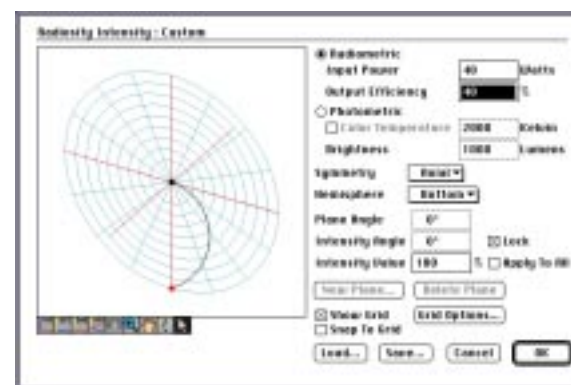 Radiosity Intensity : Custom
Radiometric
Input Power 40 Watts
Output Efficiency 40 %
Photometric
Color Temperature 2000 Kelvin
Brightness 1000 Lumens
Symmetry Axial
Hemisphere Bottom
Plane Angle 0°
Intensity Angle 0° Lock
Intensity Value 100 % Apply To All
New Plane... Delete Plane
Show Grid Grid Options...
Snap To Grid
Load... Save... Cancel OK